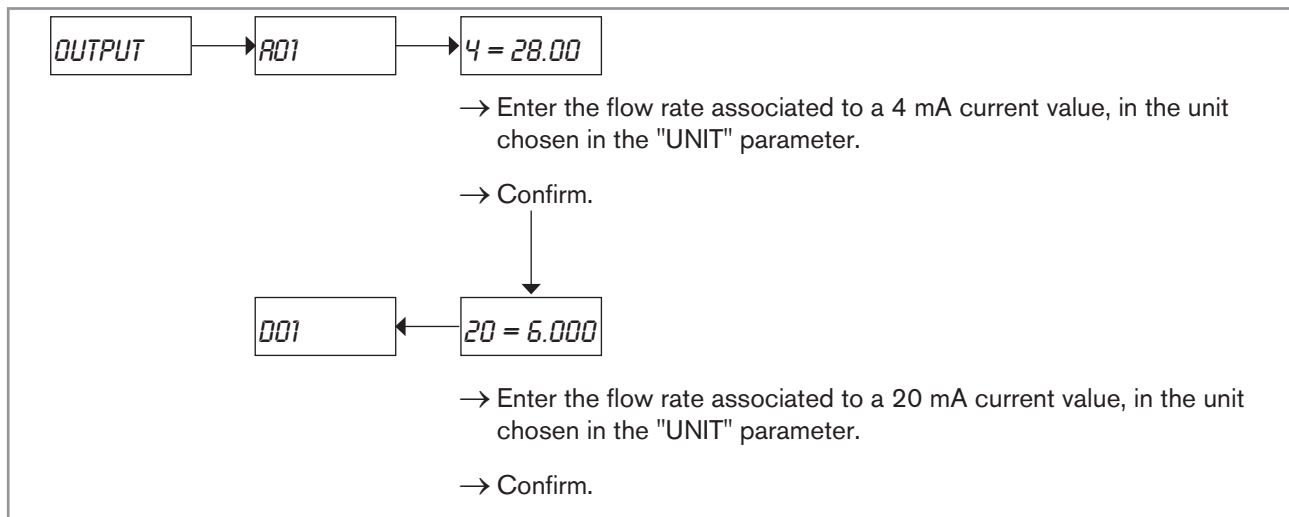 OUTPUT
AO1
4 = 28.00
→ Enter the flow rate associated to a 4 mA current value, in the unit
chosen in the "UNIT" parameter.
→ Confirm.
DO1
20 = 6.000
→ Enter the flow rate associated to a 20 mA current value, in the unit
chosen in the "UNIT" parameter.
→ Confirm.